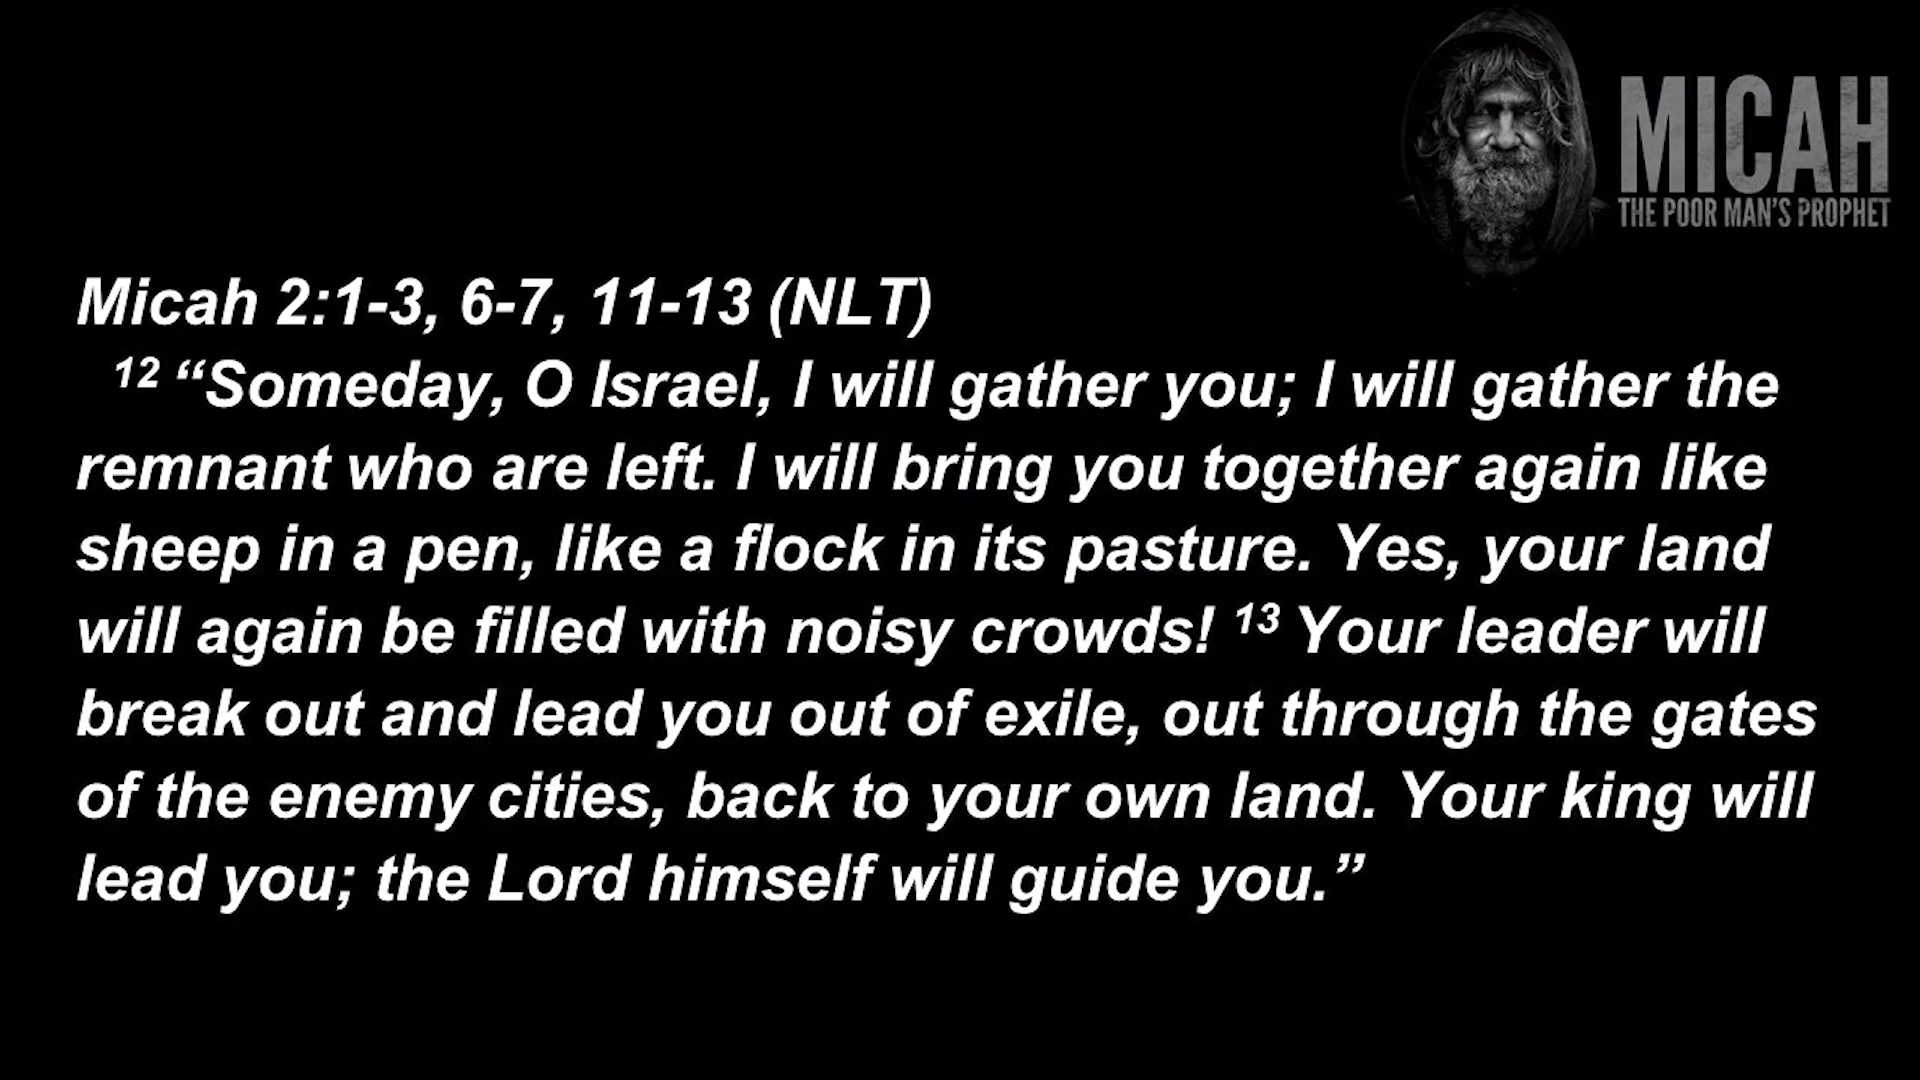 MICAH
THE POOR MAN'S PROPHET
Micah 2:1-3, 6-7, 11-13 (NLT)
12 “Someday, O Israel, I will gather you; I will gather the
remnant who are left. I will bring you together again like
sheep in a pen, like a flock in its pasture. Yes, your land
will again be filled with noisy crowds! 13 Your leader will
break out and lead you out of exile, out through the gates
of the enemy cities, back to your own land. Your king will
lead you; the Lord himself will guide you.”